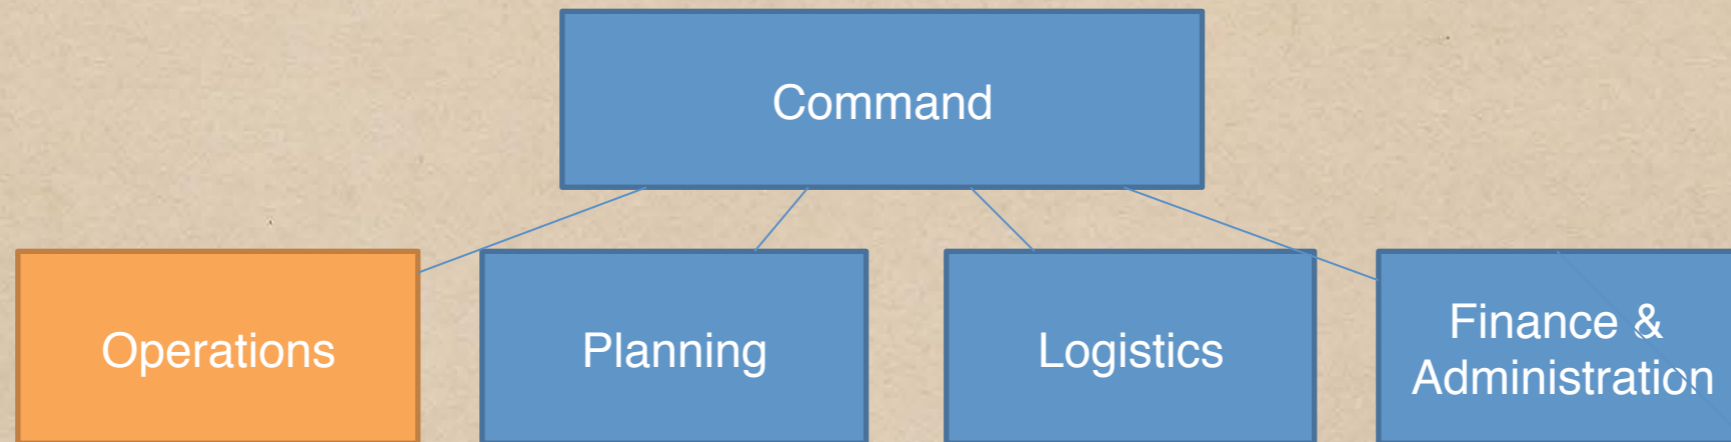 Command
Operations
Planning
Logistics
Finance &
Administration